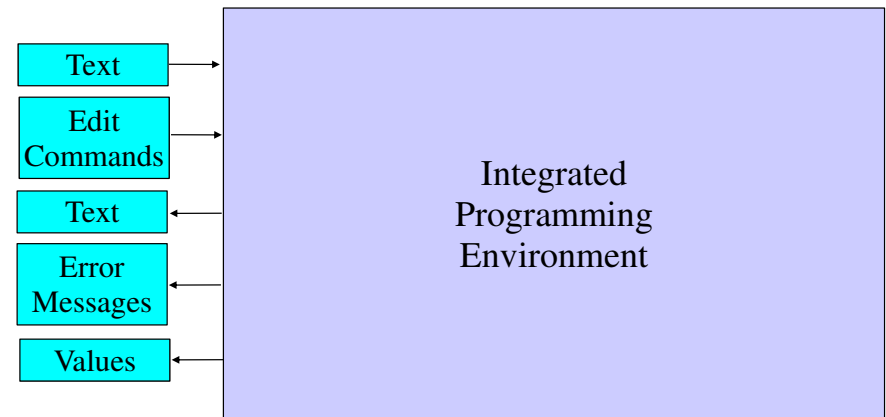 Text
Edit
Commands
Text
Error
Messages
Values
Integrated
Programming
Environment